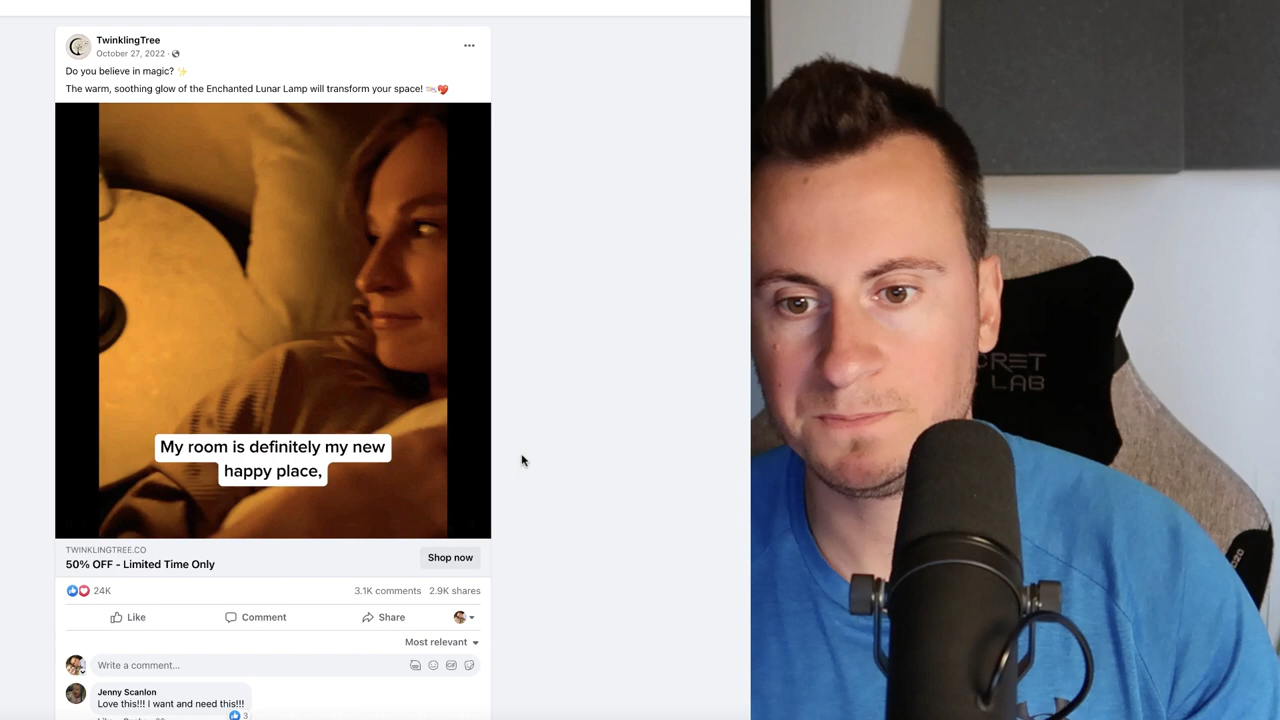 TwinklingTree
October 27, 2022 ·
Do you believe in magic? ✨
The warm, soothing glow of the Enchanted Lunar Lamp will transform your space!
My room is definitely my new
happy place,
TWINKLINGTREE.CO
50% OFF - Limited Time Only
Shop now
24K
3.1K comments 2.9K shares
Like Comment Share
Most relevant
Write a comment...
GIF
Jenny Scanlon
Love this!!! I want and need this!!!
3
CRET
LAB